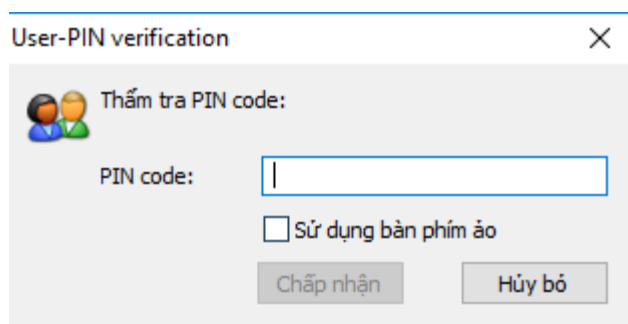 User-PIN verification
Thẩm tra PIN code:
PIN code:
Sử dụng bàn phím ảo
Chấp nhận Hủy bỏ